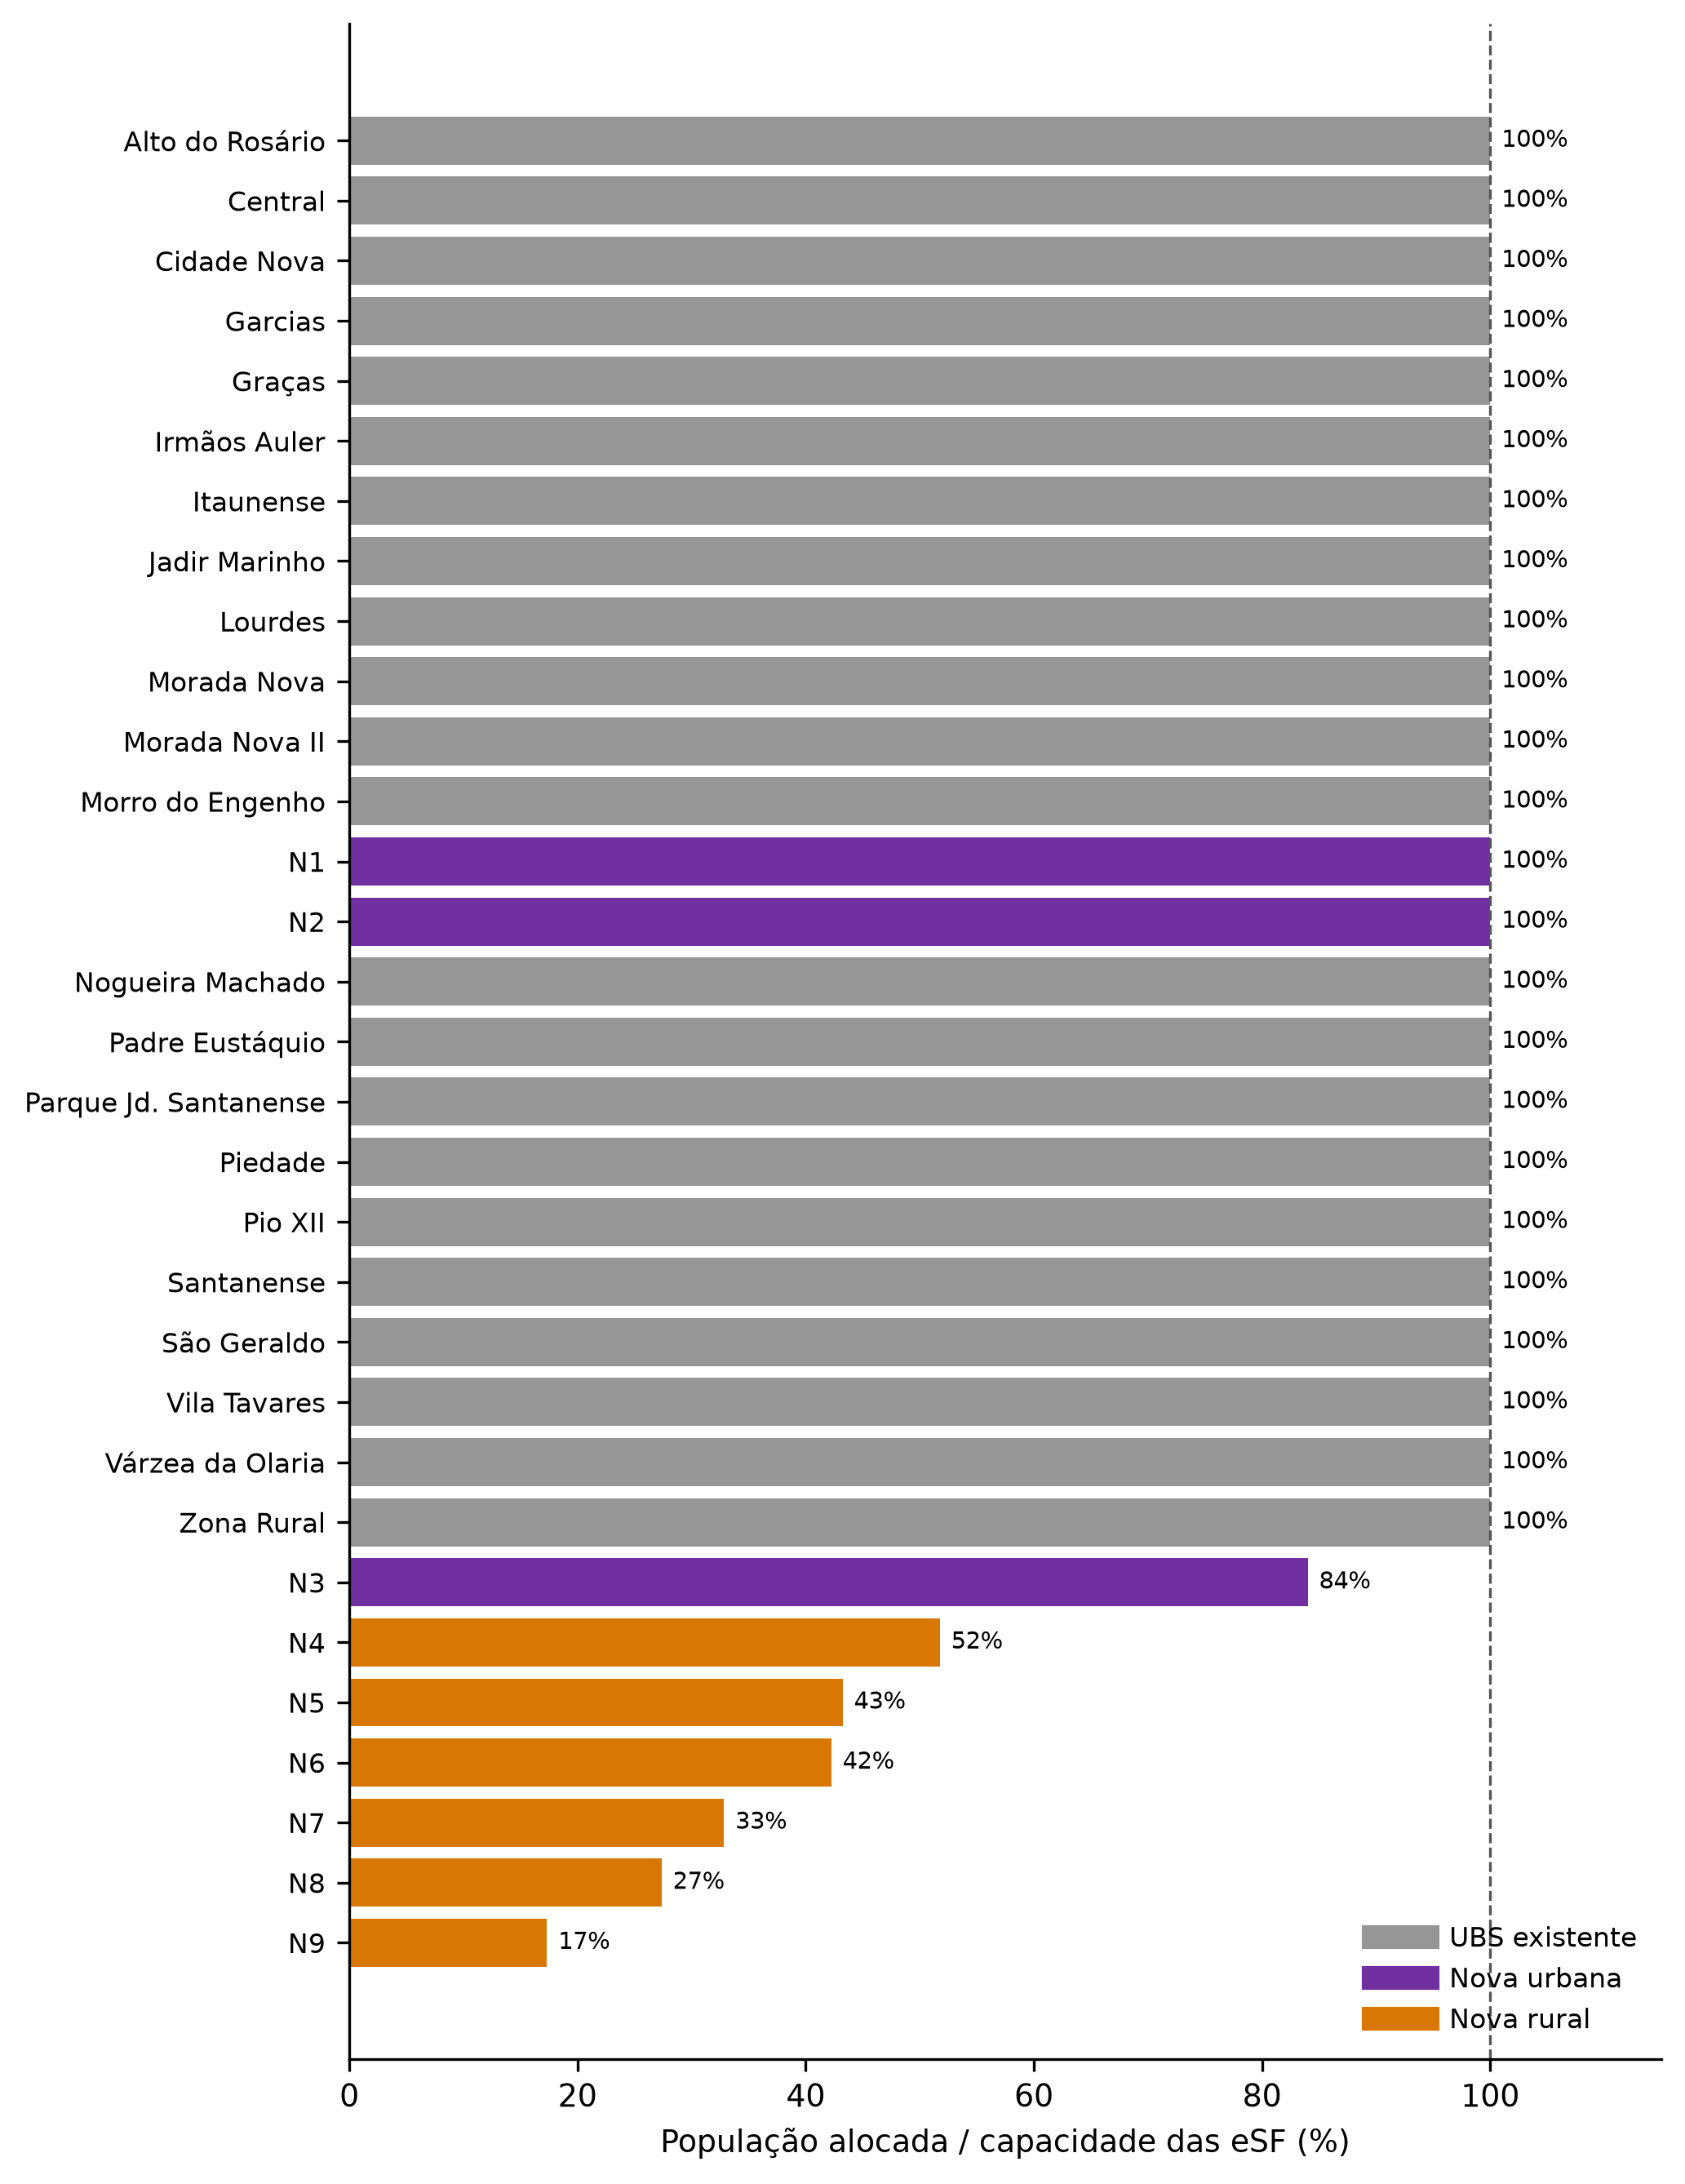 Alto do Rosário 100%
Central 100%
Cidade Nova 100%
Garcias 100%
Graças 100%
Irmãos Auler 100%
Itaunense 100%
Jadir Marinho 100%
Lourdes 100%
Morada Nova 100%
Morada Nova II 100%
Morro do Engenho 100%
N1 100%
N2 100%
Nogueira Machado 100%
Padre Eustáquio 100%
Parque Jd. Santanense 100%
Piedade 100%
Pio XII 100%
Santanense 100%
São Geraldo 100%
Vila Tavares 100%
Várzea da Olaria 100%
Zona Rural 100%
N3 84%
N4 52%
N5 43%
N6 42%
N7 33%
N8 27%
N9 17%
UBS existente
Nova urbana
Nova rural
0 20 40 60 80 100
População alocada / capacidade das eSF (%)